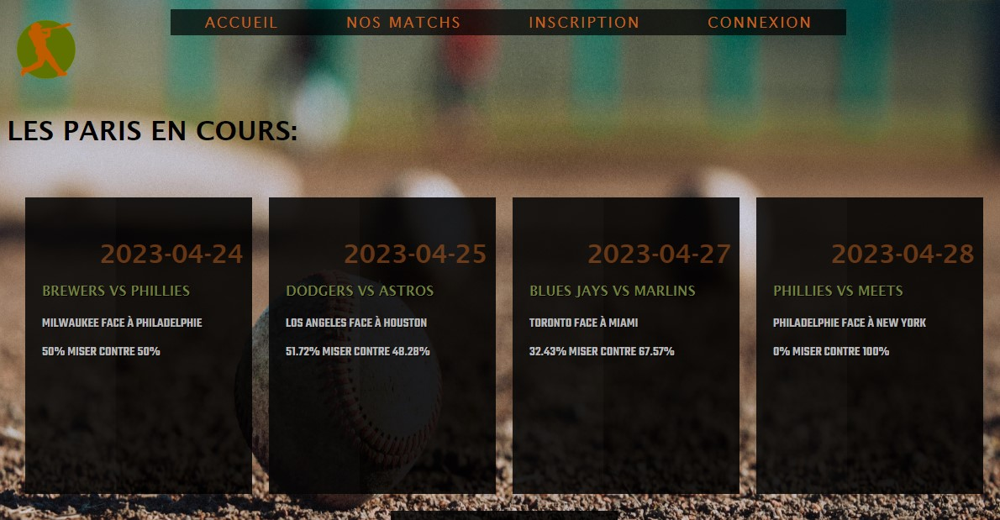 ACCUEIL NOS MATCHS INSCRIPTION CONNEXION
LES PARIS EN COURS:
2023-04-24
BREWERS VS PHILLIES
MILWAUKEE FACE À PHILADELPHIE
50% MISER CONTRE 50%
2023-04-25
DODGERS VS ASTROS
LOS ANGELES FACE À HOUSTON
51.72% MISER CONTRE 48.28%
2023-04-27
BLUES JAYS VS MARLINS
TORONTO FACE À MIAMI
32.43% MISER CONTRE 67.57%
2023-04-28
PHILLIES VS MEETS
PHILADELPHIE FACE À NEW YORK
0% MISER CONTRE 100%